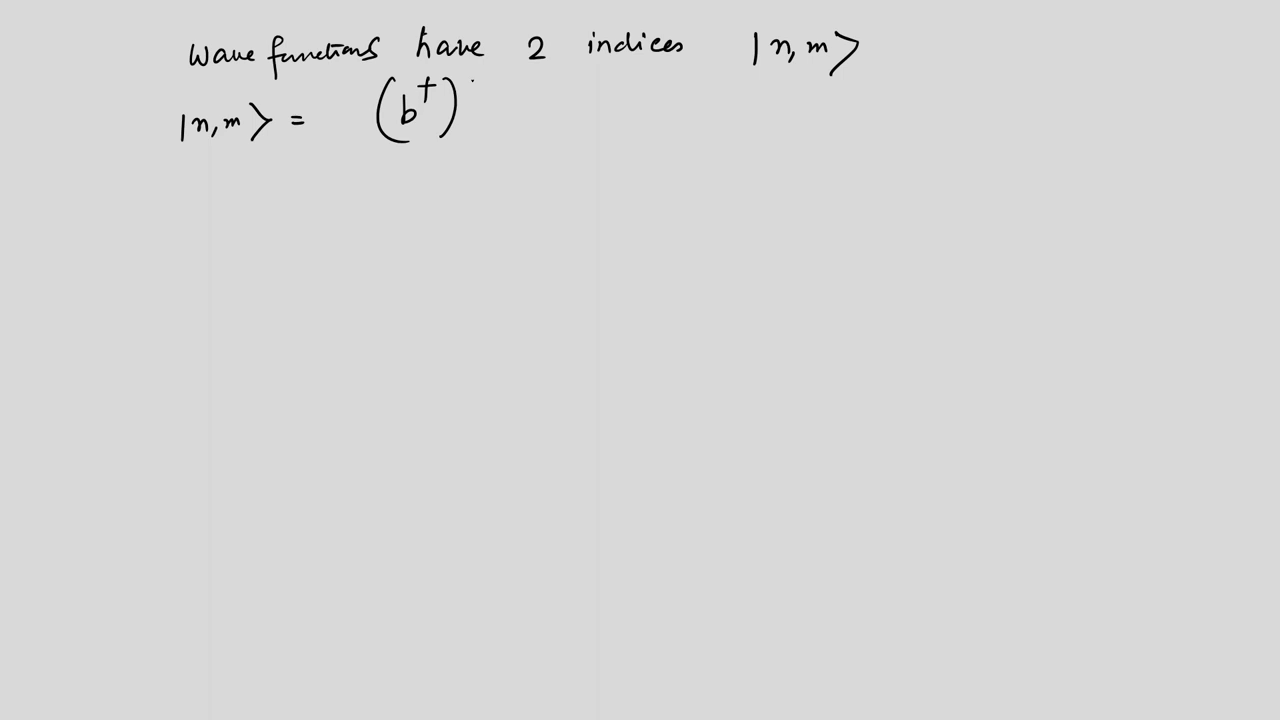 Wave functions have 2 indices |n,m⟩
|n,m⟩ = (b†)